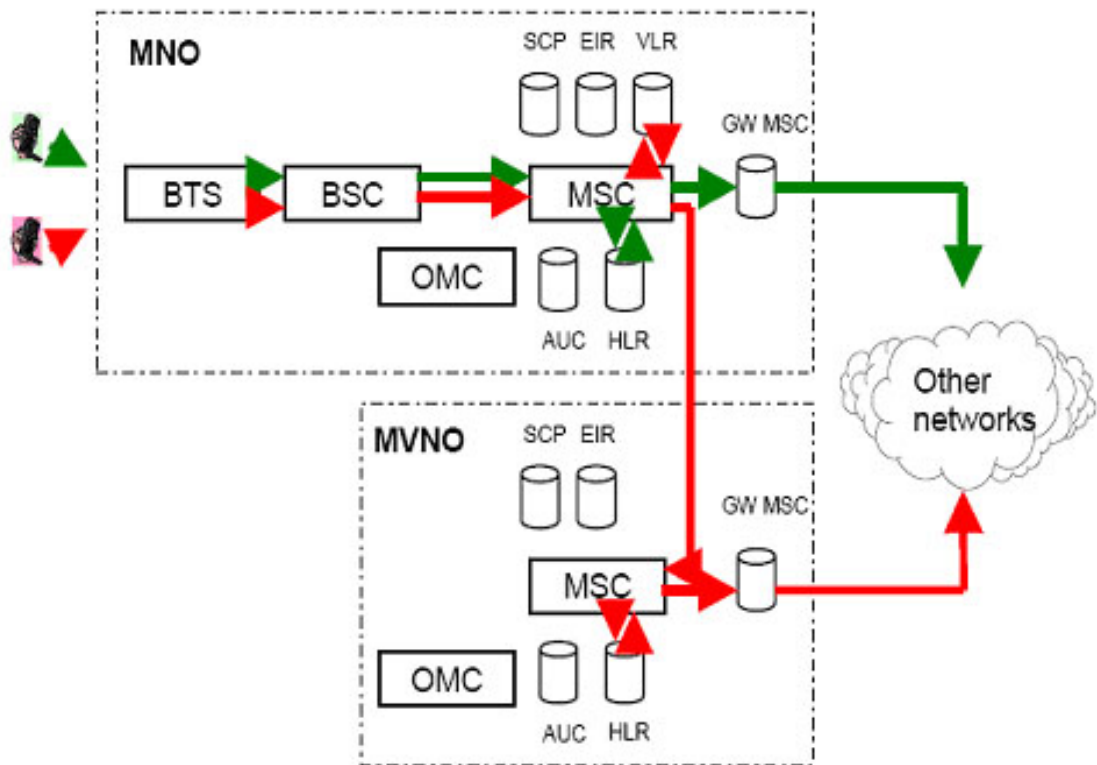 MNO
SCP EIR VLR
GW MSC
BTS
BSC
MSC
OMC
AUC HLR
Other
networks
MVNO
SCP EIR
GW MSC
MSC
OMC
AUC HLR